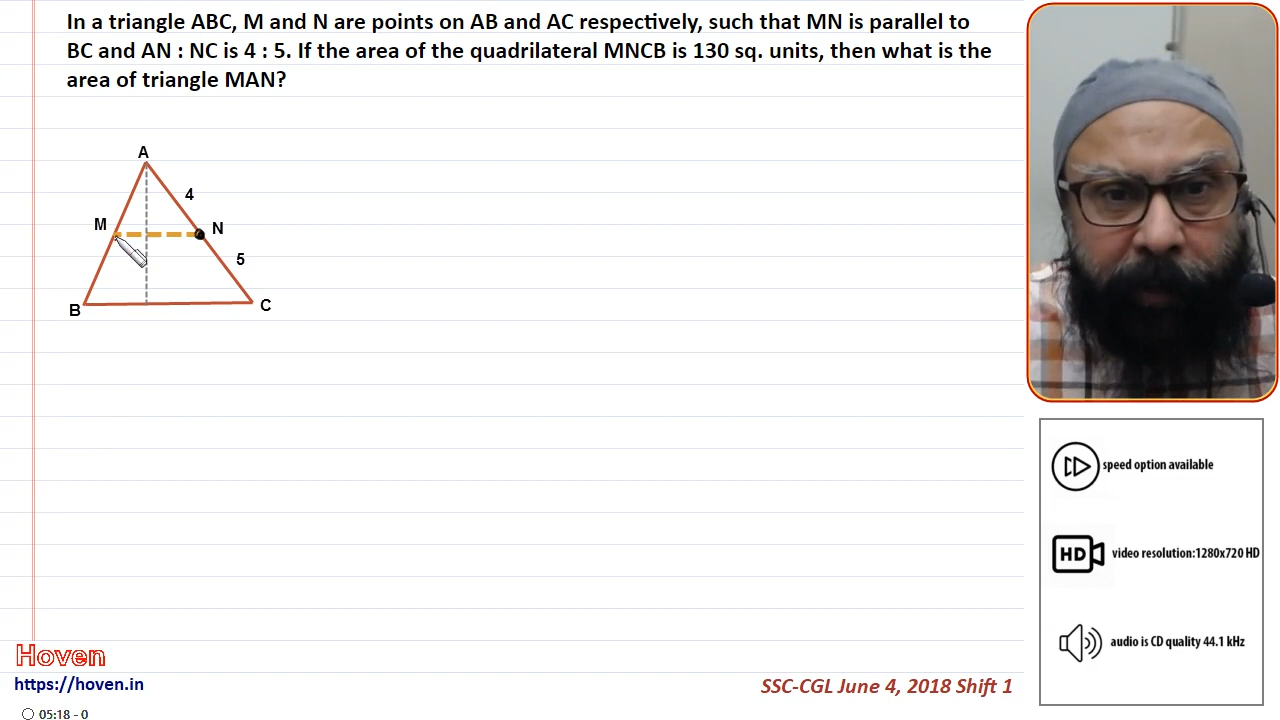 In a triangle ABC, M and N are points on AB and AC respectively, such that MN is parallel to
BC and AN : NC is 4 : 5. If the area of the quadrilateral MNCB is 130 sq. units, then what is the
area of triangle MAN?
A
4
M
N
5
B
C
speed option available
HD
video resolution:1280x720 HD
audio is CD quality 44.1 kHz
Hoven
https://hoven.in
SSC-CGL June 4, 2018 Shift 1
05:18 - 0